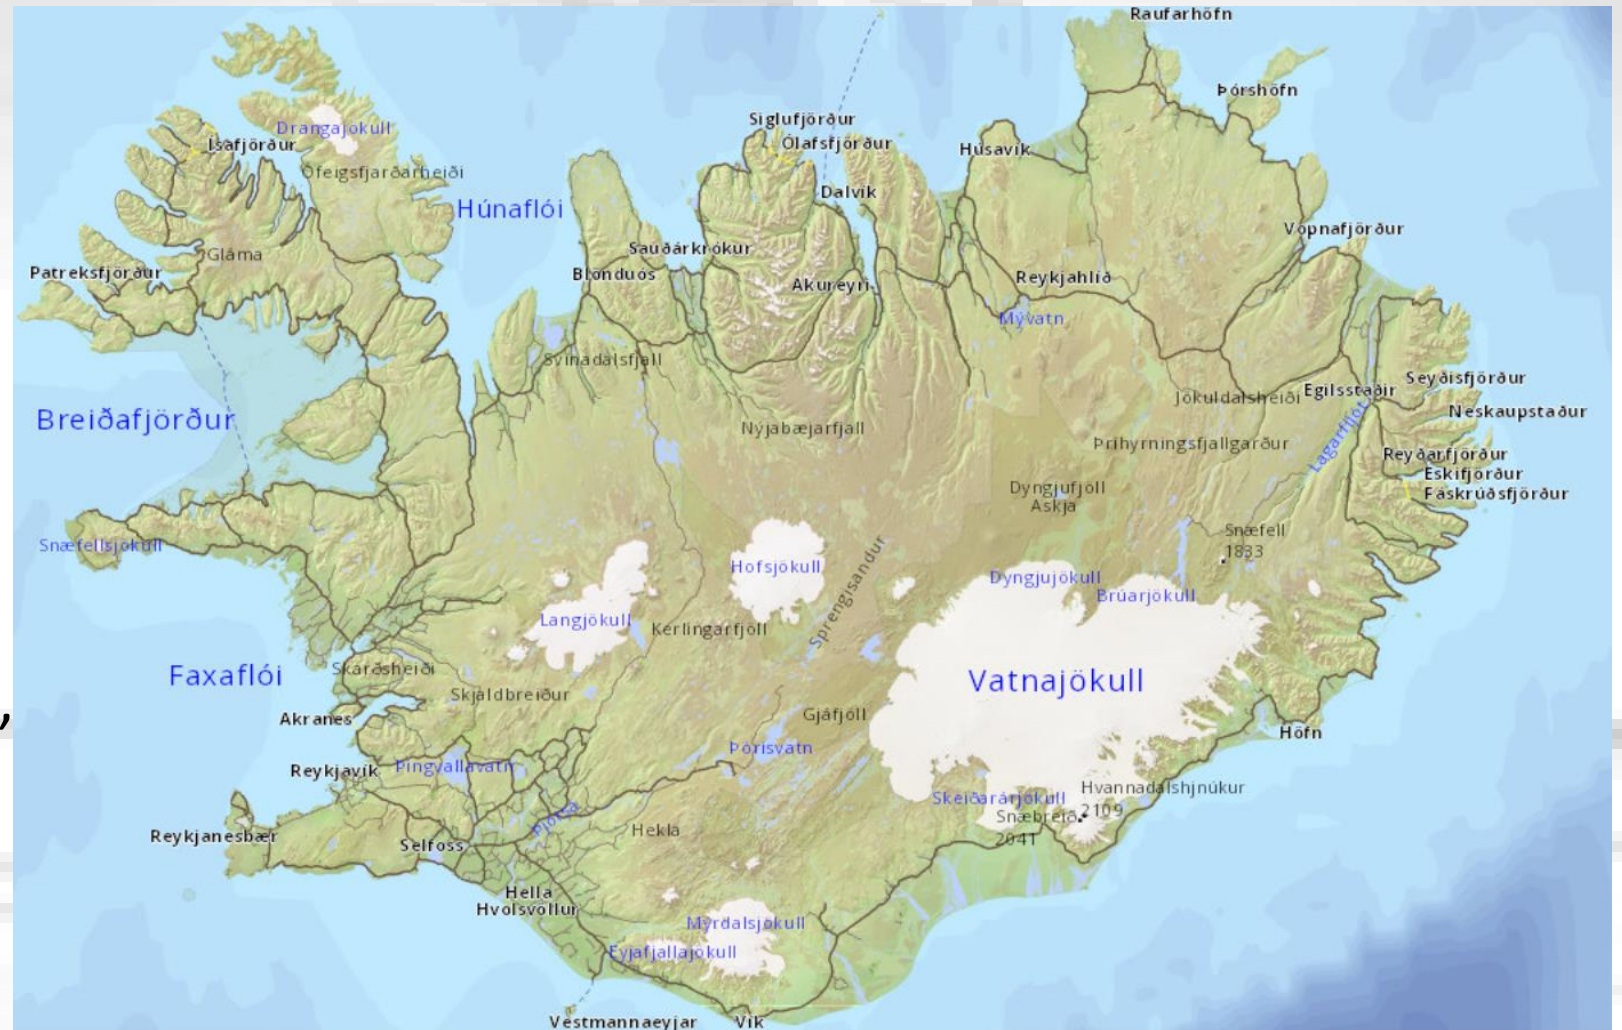 Raufarhöfn
Þórshöfn
Siglufjörður
Drangajökull
Ísafjörður
Ólafsfjörður
Húsavík
Ófeigsfjarðarheiði
Dalvík
Húnaflói
Vopnafjörður
Sauðárkrókur
Gláma
Patreksfjörður
Blönduós
Reykjahlíð
Akureyri
Mývatn
Svínadalsfjall
Seyðisfjörður
Egilsstaðir
Jökuldalsheiði
Neskaupstaður
Breiðafjörður
Nýjabæjarfjall
Lagarfljót
Þríhyrningsfjallgarður
Reyðarfjörður
Eskifjörður
Dyngjufjöll
Askja
Fáskrúðsfjörður
Snæfell
1833
Snæfellsjökull
Hofsjökull
Sprengisandur
Dyngjujökull
Brúarjökull
Langjökull
Kerlingarfjöll
Skarðsheiði
Faxaflói
Vatnajökull
Skjaldbreiður
Gjáfjöll
Akranes
,
Höfn
Þórisvatn
Reykjavík
Þingvallavatn
Hvannadalshjnúkur
2109
Skeiðarárjökull
Snæbreið
2041
Þjórsá
Hekla
Reykjanesbær
Selfoss
Hella
Hvolsvöllur
Mýrdalsjökull
Eyjafjallajökull
Vestmannaeyjar
Vík